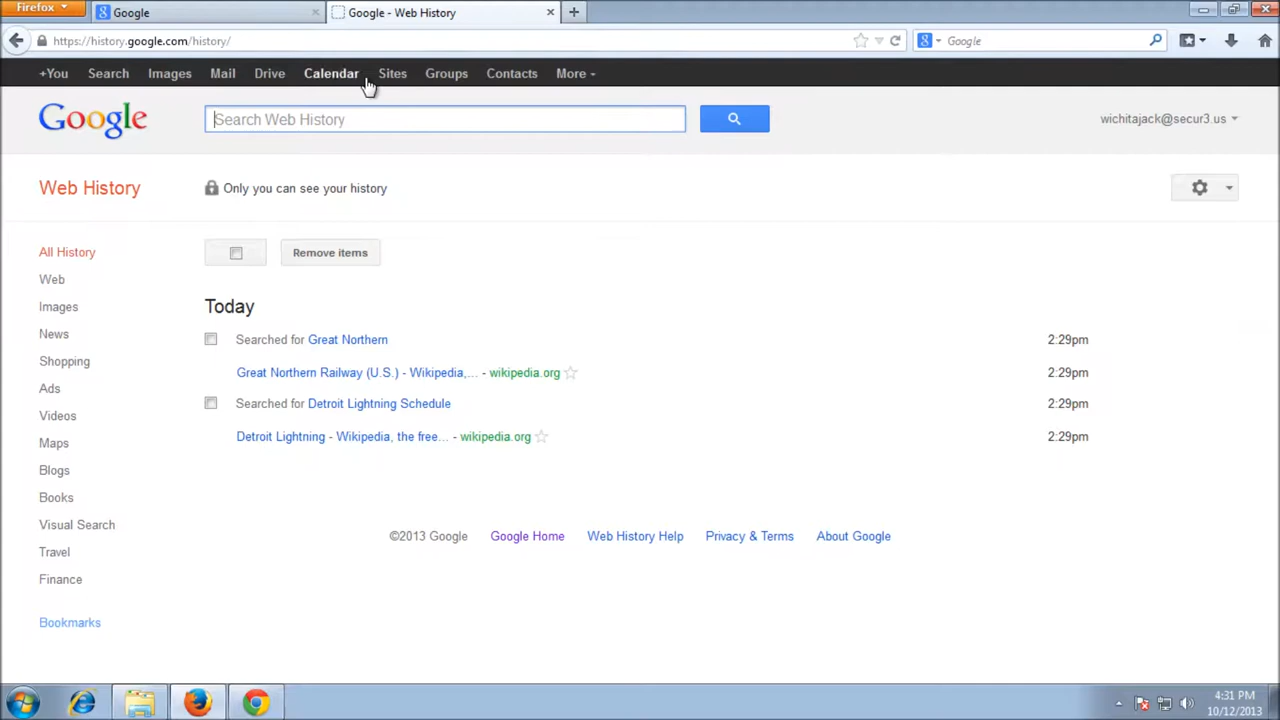 Firefox
Google
Google - Web History
https://history.google.com/history/
Google
+You Search Images Mail Drive Calendar Sites Groups Contacts More
Google
Search Web History
wichitajack@secur3.us
Web History
Only you can see your history
All History
Remove items
Web
Images
News
Shopping
Ads
Videos
Maps
Blogs
Books
Visual Search
Travel
Finance
Bookmarks
Today
Searched for Great Northern 2:29pm
Great Northern Railway (U.S.) - Wikipedia,... - wikipedia.org 2:29pm
Searched for Detroit Lightning Schedule 2:29pm
Detroit Lightning - Wikipedia, the free... - wikipedia.org 2:29pm
©2013 Google Google Home Web History Help Privacy & Terms About Google
4:31 PM
10/12/2013